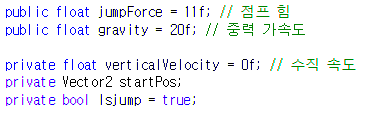 public float jumpForce = 11f; // 점프 힘
public float gravity = 20f; // 중력 가속도
private float verticalVelocity = 0f; // 수직 속도
private Vector2 startPos;
private bool Isjump = true;